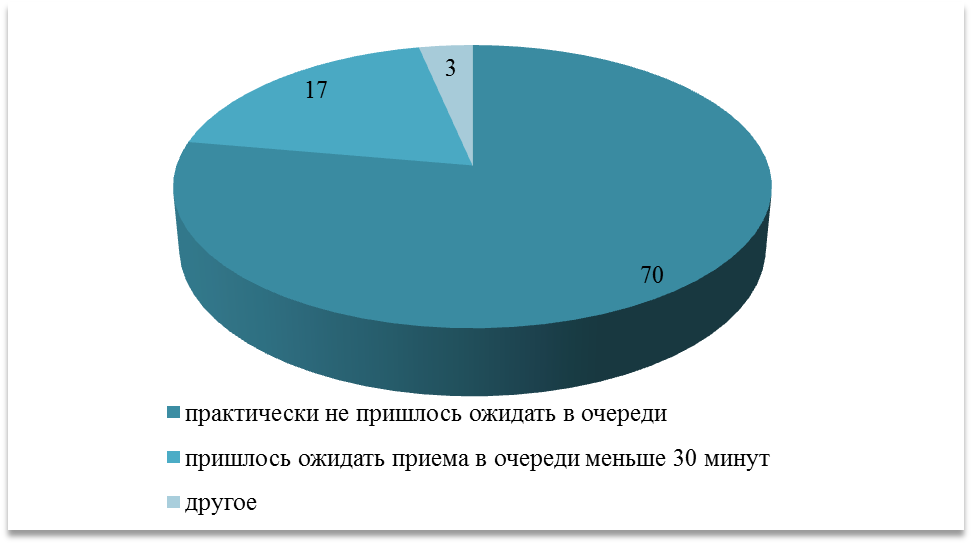 3
17
70
практически не пришлось ожидать в очереди
пришлось ожидать приема в очереди меньше 30 минут
другое